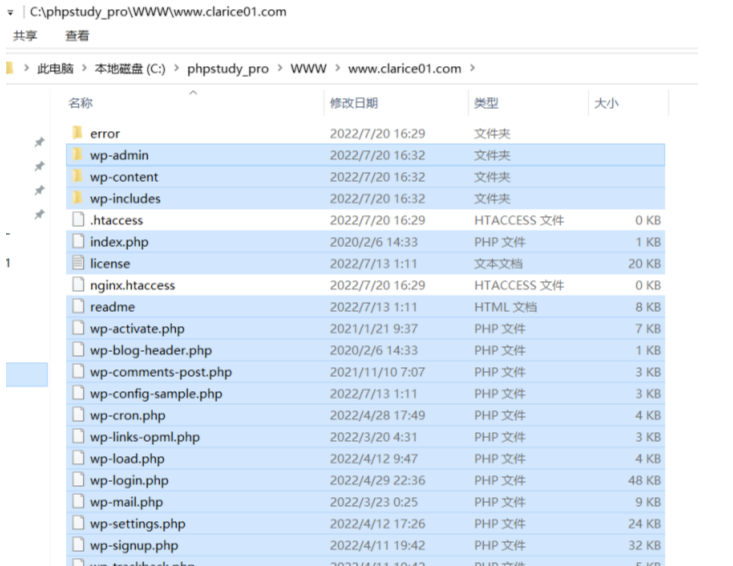 C:\phpstudy_pro\WWW\www.clarice01.com
共享 查看
此电脑 > 本地磁盘 (C:) > phpstudy_pro > WWW > www.clarice01.com >
名称 修改日期 类型 大小
error 2022/7/20 16:29 文件夹
wp-admin 2022/7/20 16:32 文件夹
wp-content 2022/7/20 16:32 文件夹
wp-includes 2022/7/20 16:32 文件夹
.htaccess 2022/7/20 16:29 HTACCESS 文件 0 KB
index.php 2020/2/6 14:33 PHP 文件 1 KB
license 2022/7/13 1:11 文本文档 20 KB
nginx.htaccess 2022/7/20 16:29 HTACCESS 文件 0 KB
readme 2022/7/13 1:11 HTML 文档 8 KB
wp-activate.php 2021/1/21 9:37 PHP 文件 7 KB
wp-blog-header.php 2020/2/6 14:33 PHP 文件 1 KB
wp-comments-post.php 2021/11/10 7:07 PHP 文件 3 KB
wp-config-sample.php 2022/7/13 1:11 PHP 文件 3 KB
wp-cron.php 2022/4/28 17:49 PHP 文件 4 KB
wp-links-opml.php 2022/3/20 4:31 PHP 文件 3 KB
wp-load.php 2022/4/12 9:47 PHP 文件 4 KB
wp-login.php 2022/4/29 22:36 PHP 文件 48 KB
wp-mail.php 2022/3/23 0:25 PHP 文件 9 KB
wp-settings.php 2022/4/12 17:26 PHP 文件 24 KB
wp-signup.php 2022/4/11 19:42 PHP 文件 32 KB